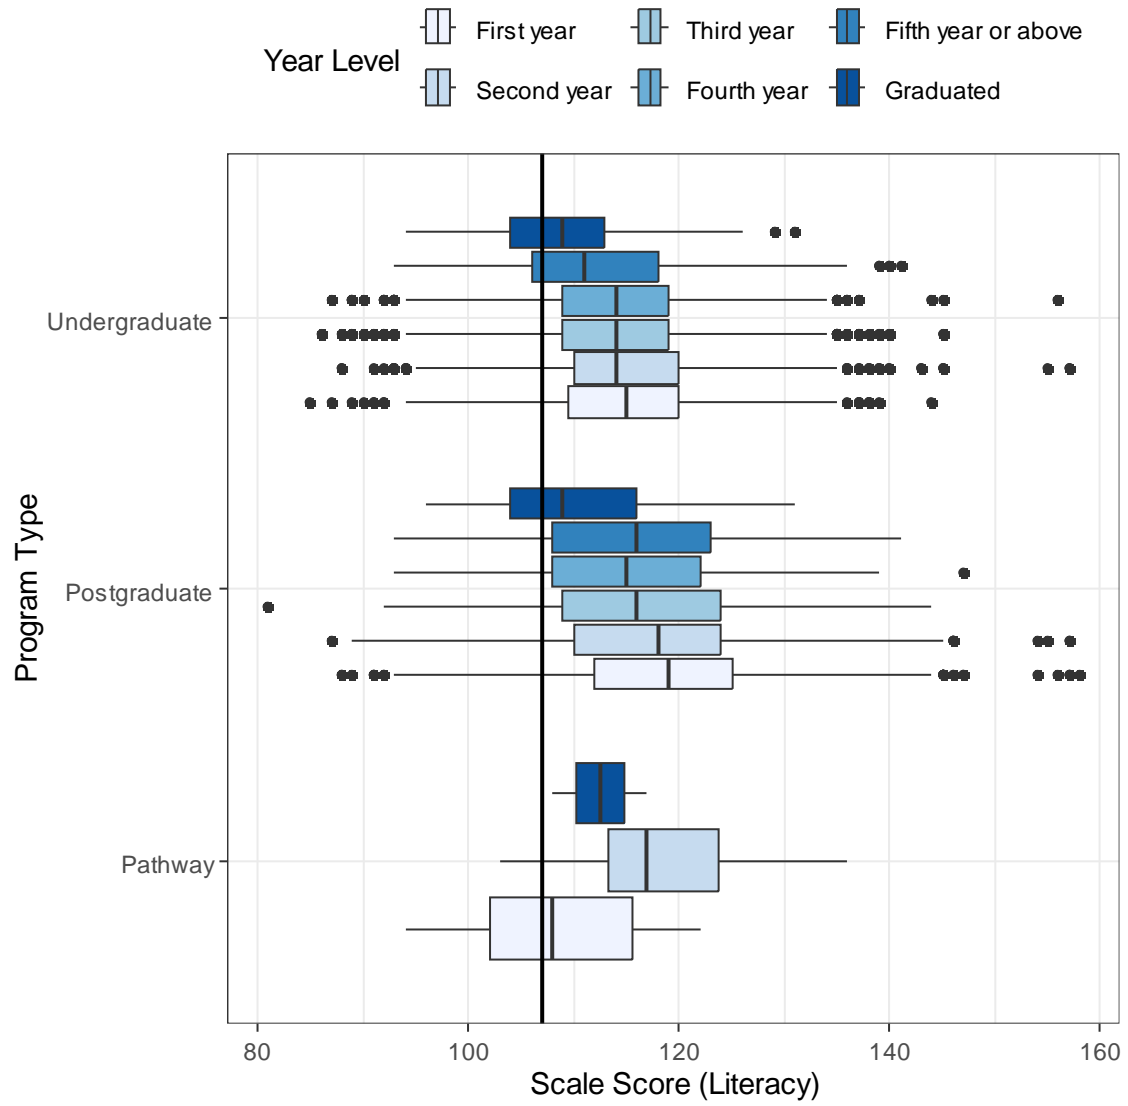 Year Level
First year
Third year
Fifth year or above
Second year
Fourth year
Graduated
Program Type
Undergraduate
Postgraduate
Pathway
80
100
120
140
160
Scale Score (Literacy)